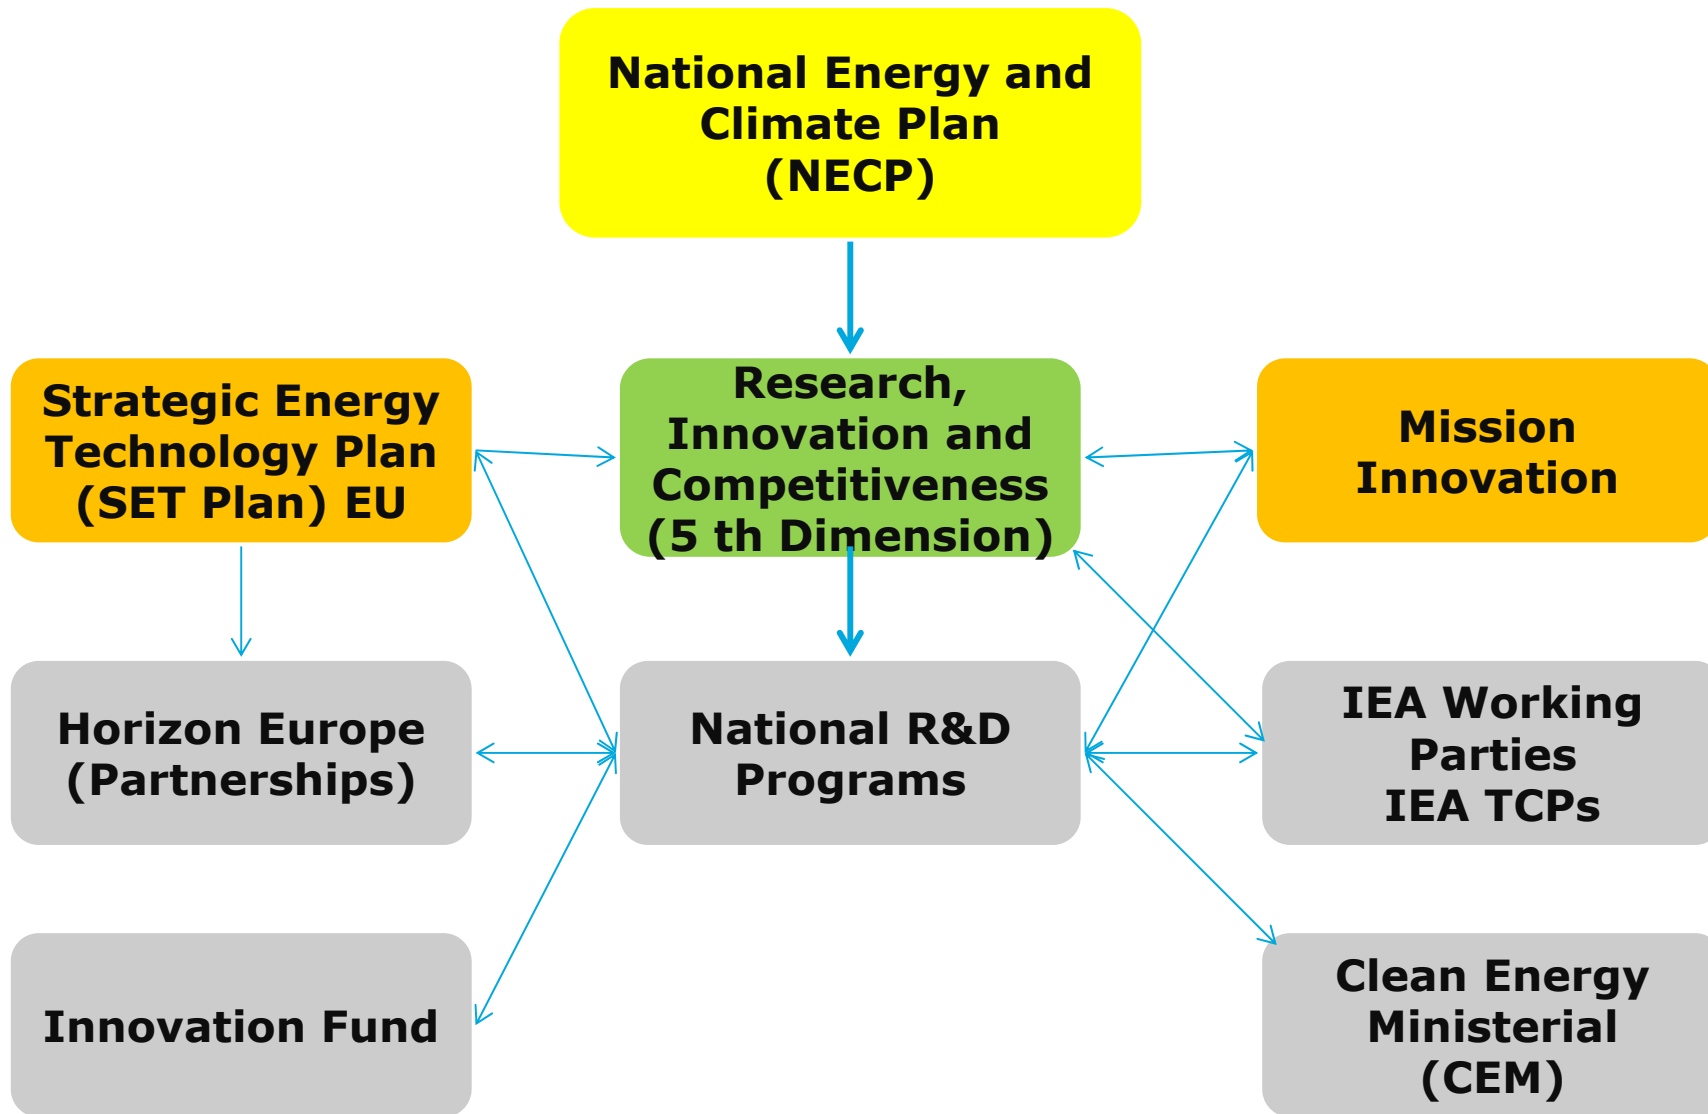 National Energy and
Climate Plan
(NECP)
Strategic Energy
Technology Plan
(SET Plan) EU
Research,
Innovation and
Competitiveness
(5 th Dimension)
Mission
Innovation
Horizon Europe
(Partnerships)
National R&D
Programs
IEA Working
Parties
IEA TCPs
Innovation Fund
Clean Energy
Ministerial
(CEM)